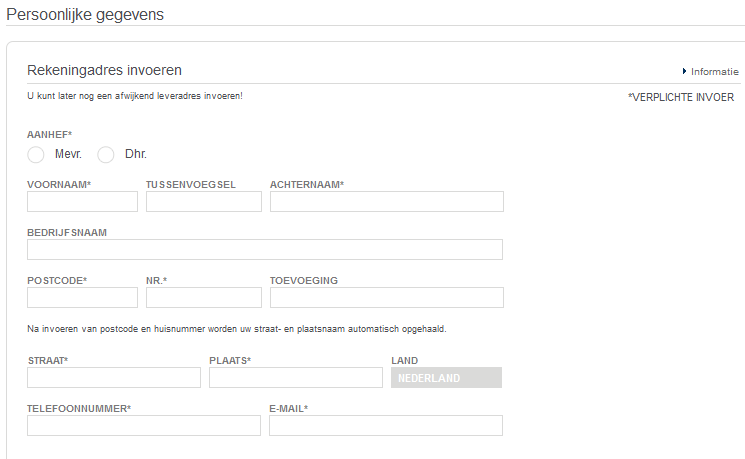 Persoonlijke gegevens
Rekeningadres invoeren
Informatie
U kunt later nog een afwijkend leveradres invoeren!
*VERPLICHTE INVOER
AANHEF*
Mevr. Dhr.
VOORNAAM* TUSSENVOEGSEL ACHTERNAAM*
BEDRIJFSNAAM
POSTCODE* NR.* TOEVOEGING
Na invoeren van postcode en huisnummer worden uw straat- en plaatsnaam automatisch opgehaald.
STRAAT* PLAATS* LAND
NEDERLAND
TELEFOONNUMMER* E-MAIL*